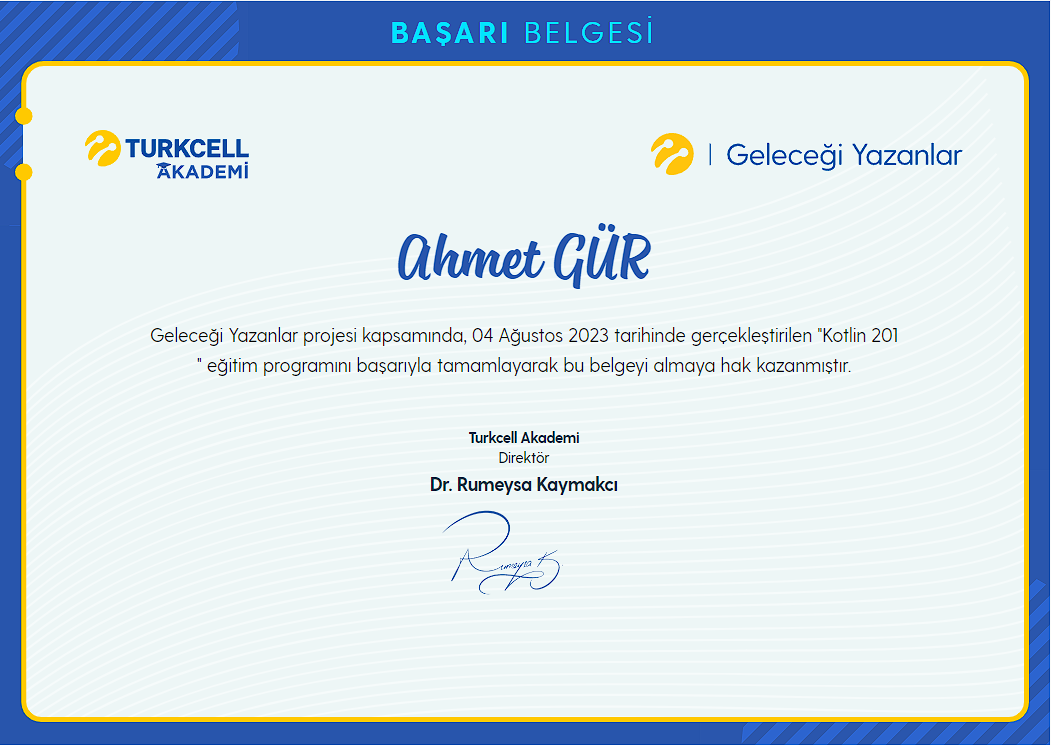 BAŞARI BELGESİ
TURKCELL
AKADEMİ
Geleceği Yazanlar
Ahmet GÜR
Geleceği Yazanlar projesi kapsamında, 04 Ağustos 2023 tarihinde gerçekleştirilen "Kotlin 201
" eğitim programını başarıyla tamamlayarak bu belgeyi almaya hak kazanmıştır.
Turkcell Akademi
Direktör
Dr. Rumeysa Kaymakcı
Rumeysa K